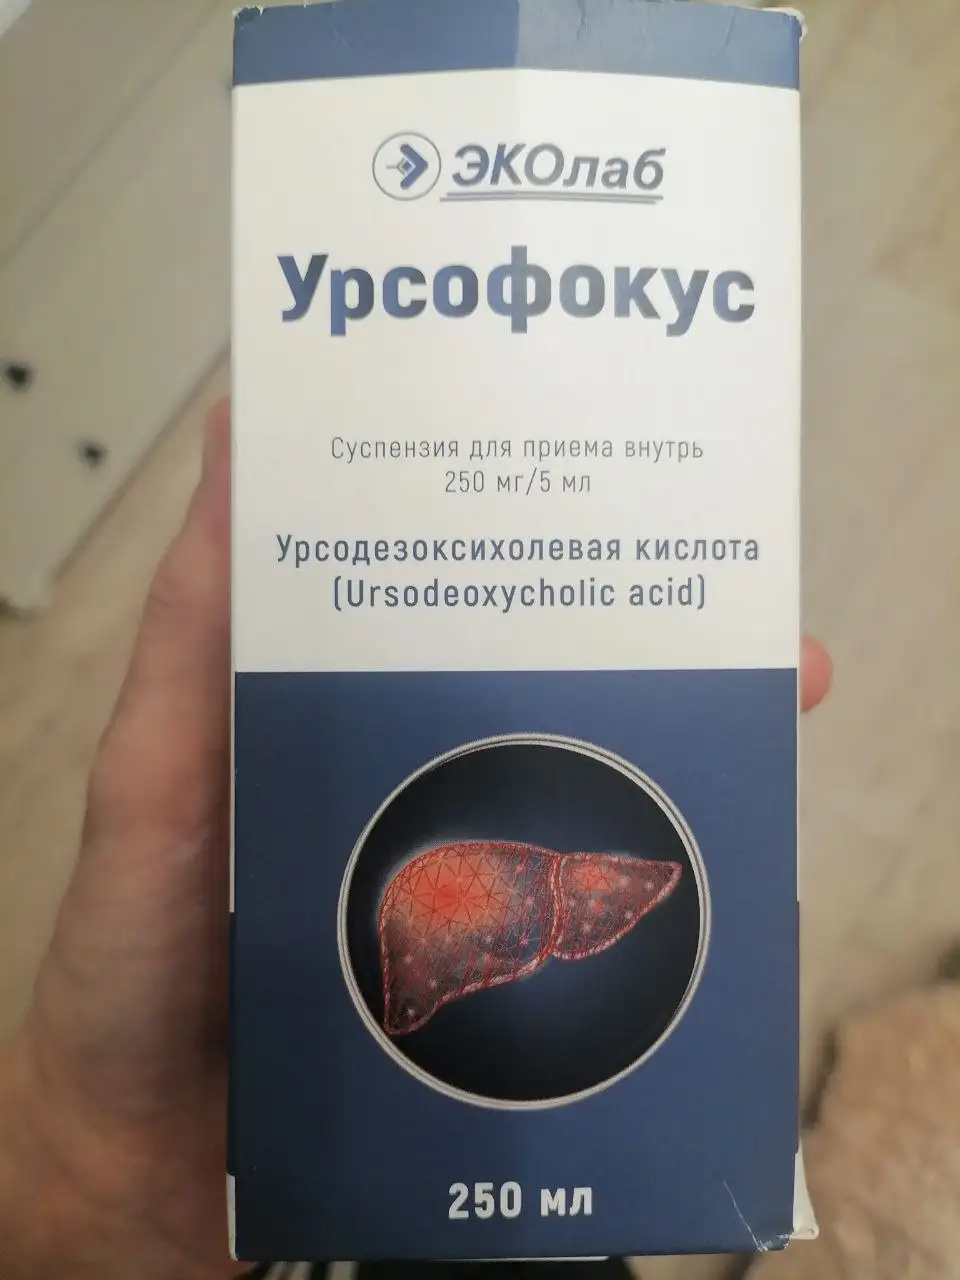 ЭКОлаб
Урсофокус
Суспензия для приема внутрь
250 мг/5 мл
Урсодезоксихолевая кислота
(Ursodeoxycholic acid)
250 мл